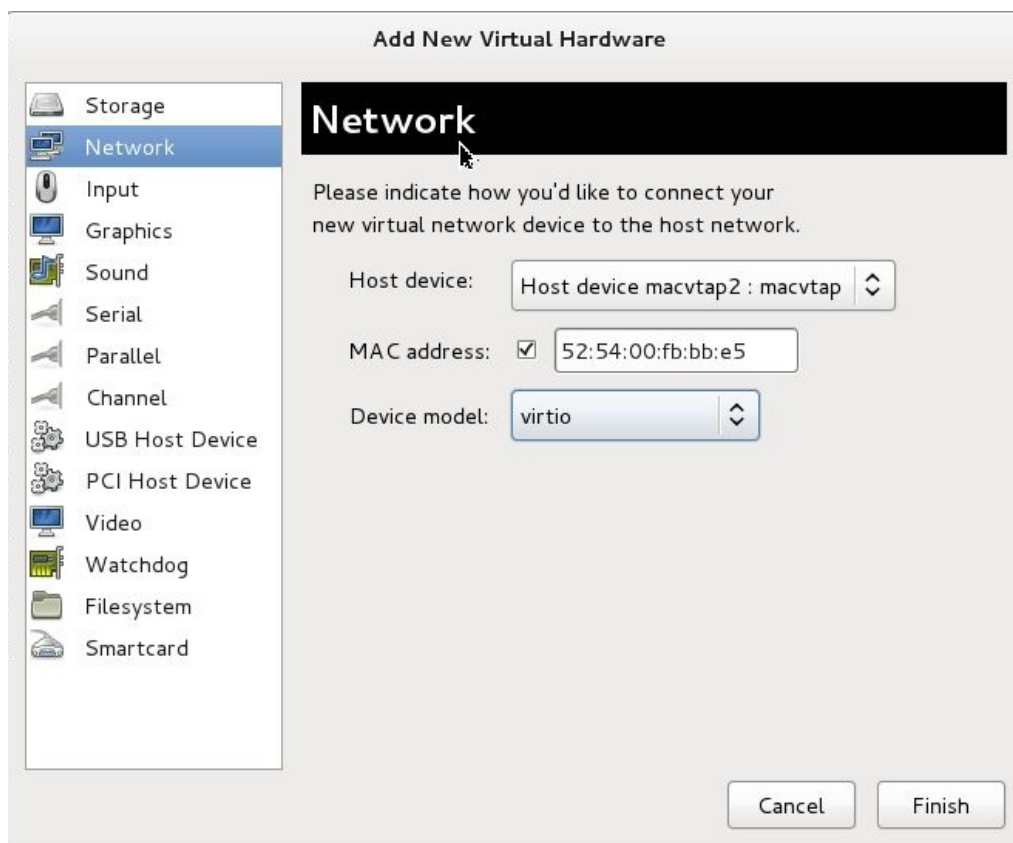 Add New Virtual Hardware
Storage
Network
Input
Graphics
Sound
Serial
Parallel
Channel
USB Host Device
PCI Host Device
Video
Watchdog
Filesystem
Smartcard
Network
Please indicate how you'd like to connect your
new virtual network device to the host network.
Host device: Host device macvtap2 : macvtap
MAC address: 52:54:00:fb:bb:e5
Device model: virtio
Cancel Finish